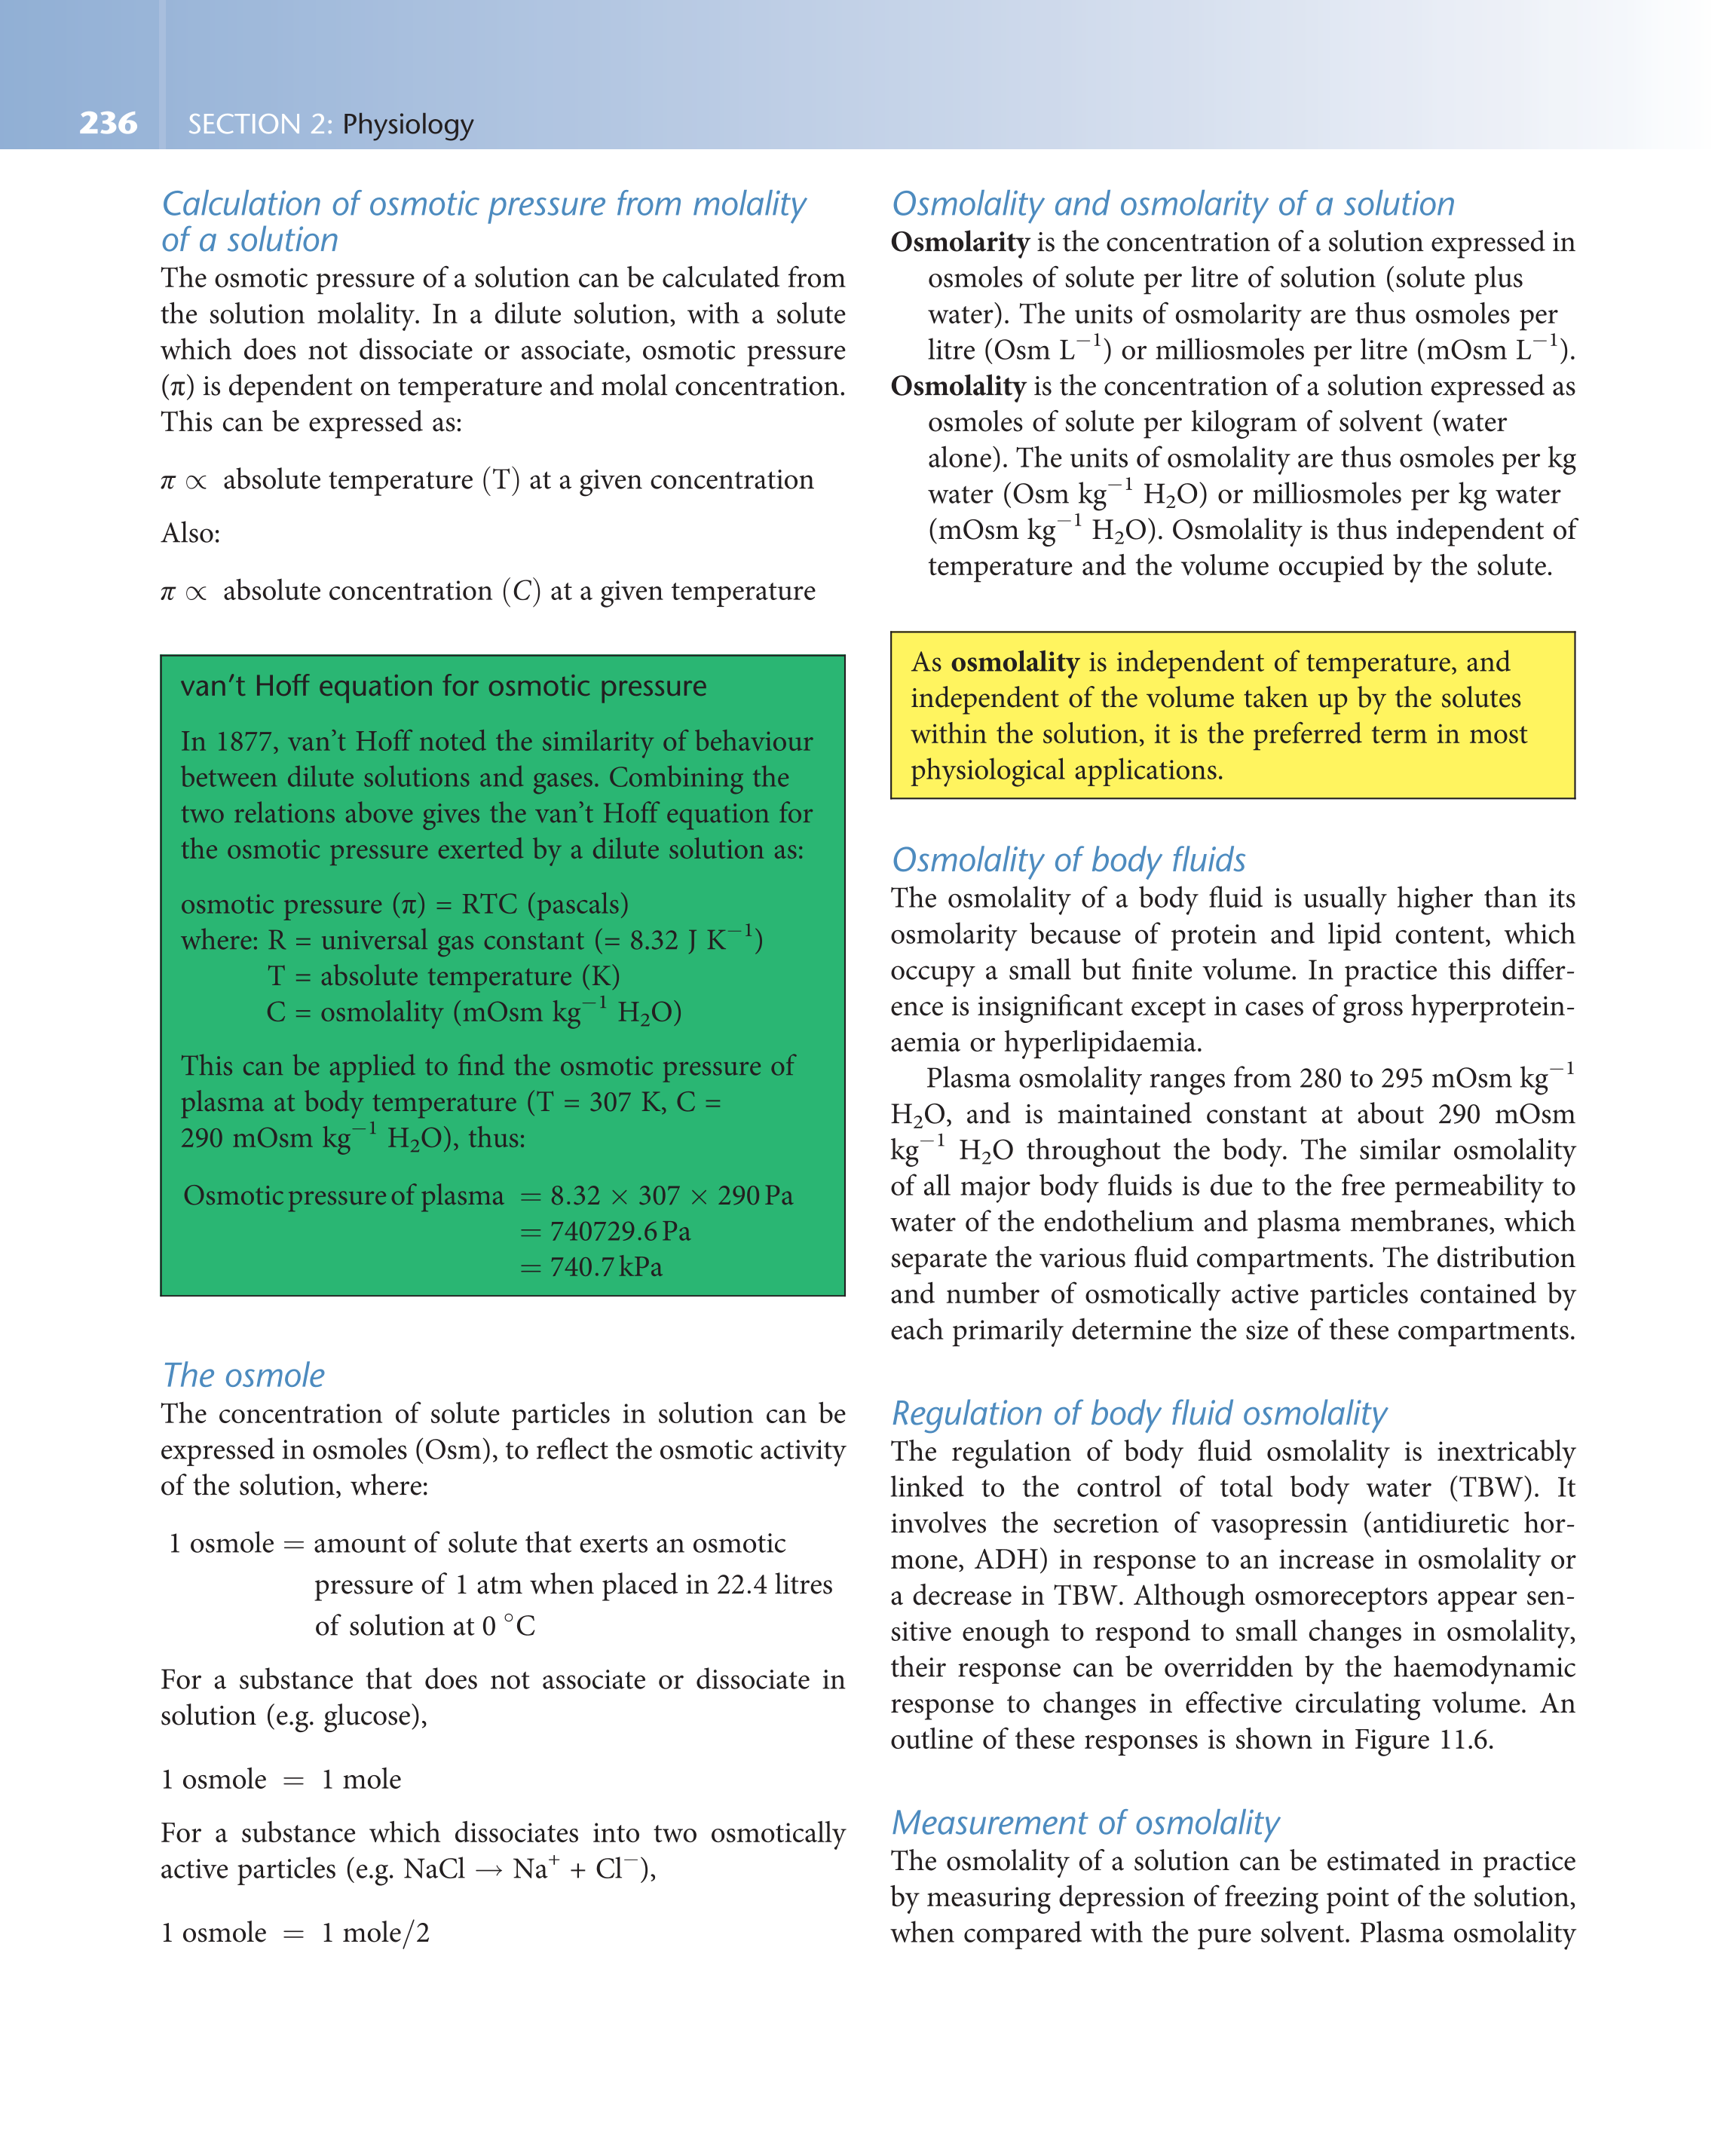 236 SECTION 2: Physiology
Calculation of osmotic pressure from molality
of a solution
The osmotic pressure of a solution can be calculated from
the solution molality. In a dilute solution, with a solute
which does not dissociate or associate, osmotic pressure
(π) is dependent on temperature and molal concentration.
This can be expressed as:
π ∝ absolute temperature (T) at a given concentration
Also:
π ∝ absolute concentration (C) at a given temperature
van't Hoff equation for osmotic pressure
In 1877, van't Hoff noted the similarity of behaviour
between dilute solutions and gases. Combining the
two relations above gives the van't Hoff equation for
the osmotic pressure exerted by a dilute solution as:
osmotic pressure (π) = RTC (pascals)
where: R = universal gas constant (= 8.32 J K⁻¹)
T = absolute temperature (K)
C = osmolality (mOsm kg⁻¹ H₂O)
This can be applied to find the osmotic pressure of
plasma at body temperature (T = 307 K, C =
290 mOsm kg⁻¹ H₂O), thus:
Osmotic pressure of plasma = 8.32 × 307 × 290 Pa
= 740729.6 Pa
= 740.7 kPa
The osmole
The concentration of solute particles in solution can be
expressed in osmoles (Osm), to reflect the osmotic activity
of the solution, where:
1 osmole = amount of solute that exerts an osmotic
pressure of 1 atm when placed in 22.4 litres
of solution at 0 °C
For a substance that does not associate or dissociate in
solution (e.g. glucose),
1 osmole = 1 mole
For a substance which dissociates into two osmotically
active particles (e.g. NaCl → Na⁺ + Cl⁻),
1 osmole = 1 mole/2
Osmolality and osmolarity of a solution
Osmolarity is the concentration of a solution expressed in
osmoles of solute per litre of solution (solute plus
water). The units of osmolarity are thus osmoles per
litre (Osm L⁻¹) or milliosmoles per litre (mOsm L⁻¹).
Osmolality is the concentration of a solution expressed as
osmoles of solute per kilogram of solvent (water
alone). The units of osmolality are thus osmoles per kg
water (Osm kg⁻¹ H₂O) or milliosmoles per kg water
(mOsm kg⁻¹ H₂O). Osmolality is thus independent of
temperature and the volume occupied by the solute.
As osmolality is independent of temperature, and
independent of the volume taken up by the solutes
within the solution, it is the preferred term in most
physiological applications.
Osmolality of body fluids
The osmolality of a body fluid is usually higher than its
osmolarity because of protein and lipid content, which
occupy a small but finite volume. In practice this differ-
ence is insignificant except in cases of gross hyperprotein-
aemia or hyperlipidaemia.
Plasma osmolality ranges from 280 to 295 mOsm kg⁻¹
H₂O, and is maintained constant at about 290 mOsm
kg⁻¹ H₂O throughout the body. The similar osmolality
of all major body fluids is due to the free permeability to
water of the endothelium and plasma membranes, which
separate the various fluid compartments. The distribution
and number of osmotically active particles contained by
each primarily determine the size of these compartments.
Regulation of body fluid osmolality
The regulation of body fluid osmolality is inextricably
linked to the control of total body water (TBW). It
involves the secretion of vasopressin (antidiuretic hor-
mone, ADH) in response to an increase in osmolality or
a decrease in TBW. Although osmoreceptors appear sen-
sitive enough to respond to small changes in osmolality,
their response can be overridden by the haemodynamic
response to changes in effective circulating volume. An
outline of these responses is shown in Figure 11.6.
Measurement of osmolality
The osmolality of a solution can be estimated in practice
by measuring depression of freezing point of the solution,
when compared with the pure solvent. Plasma osmolality